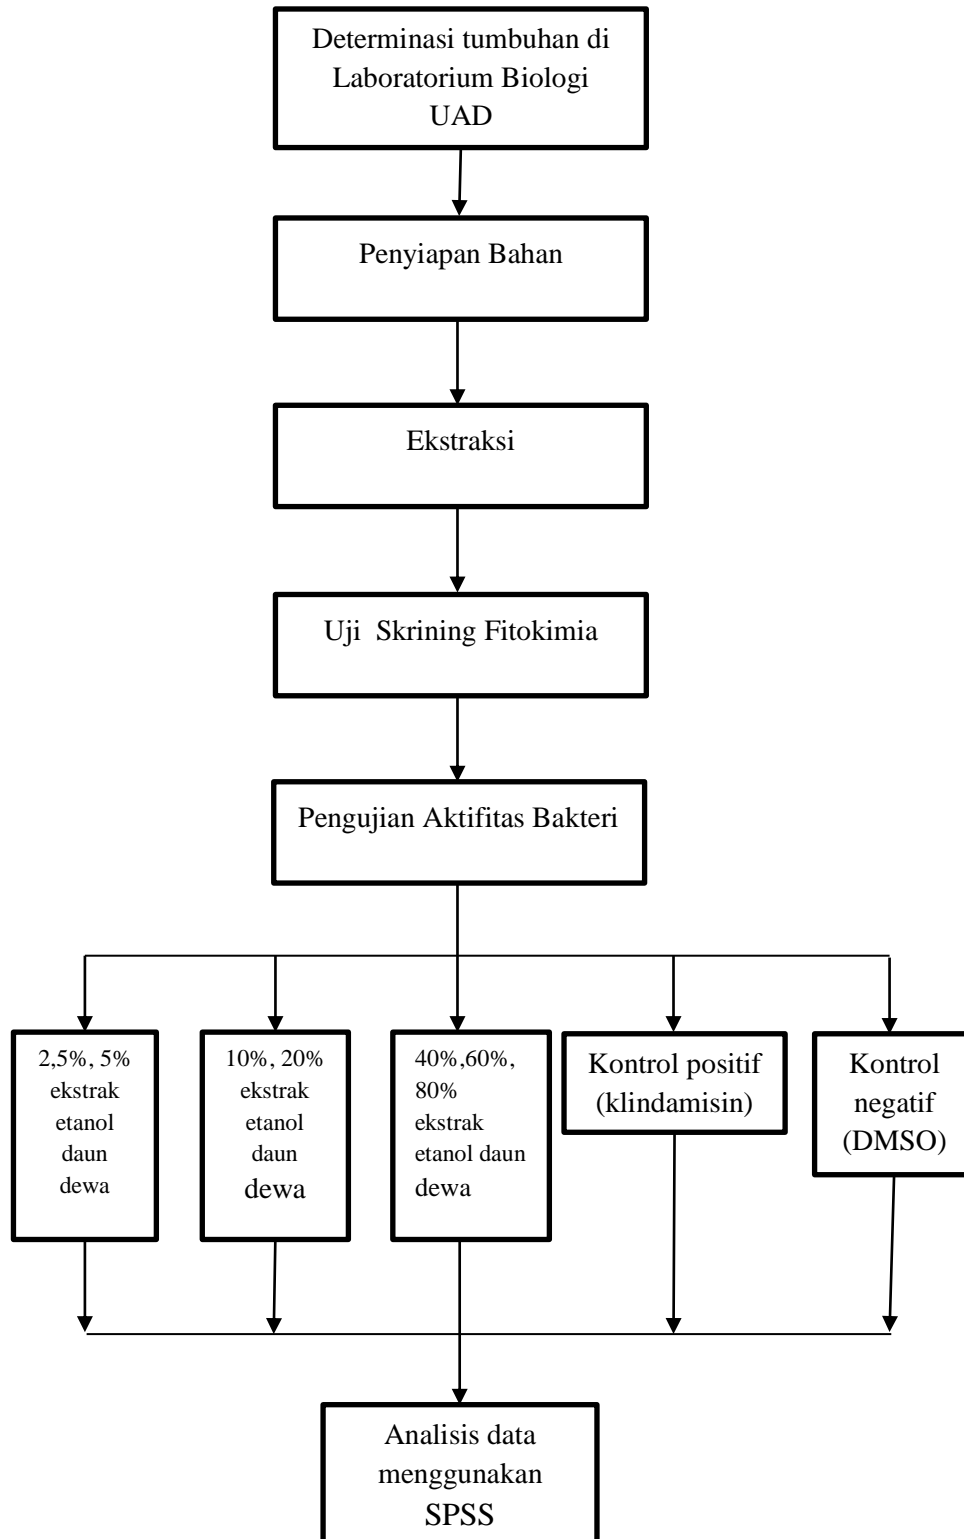 Determinasi tumbuhan di
Laboratorium Biologi
UAD
Penyiapan Bahan
Ekstraksi
Uji  Skrining Fitokimia
Pengujian Aktifitas Bakteri
2,5%, 5%
ekstrak
etanol
daun
dewa
10%, 20%
ekstrak
etanol
daun
dewa
40%,60%,
80%
ekstrak
etanol daun
dewa
Kontrol positif
(klindamisin)
Kontrol
negatif
(DMSO)
Analisis data
menggunakan
SPSS